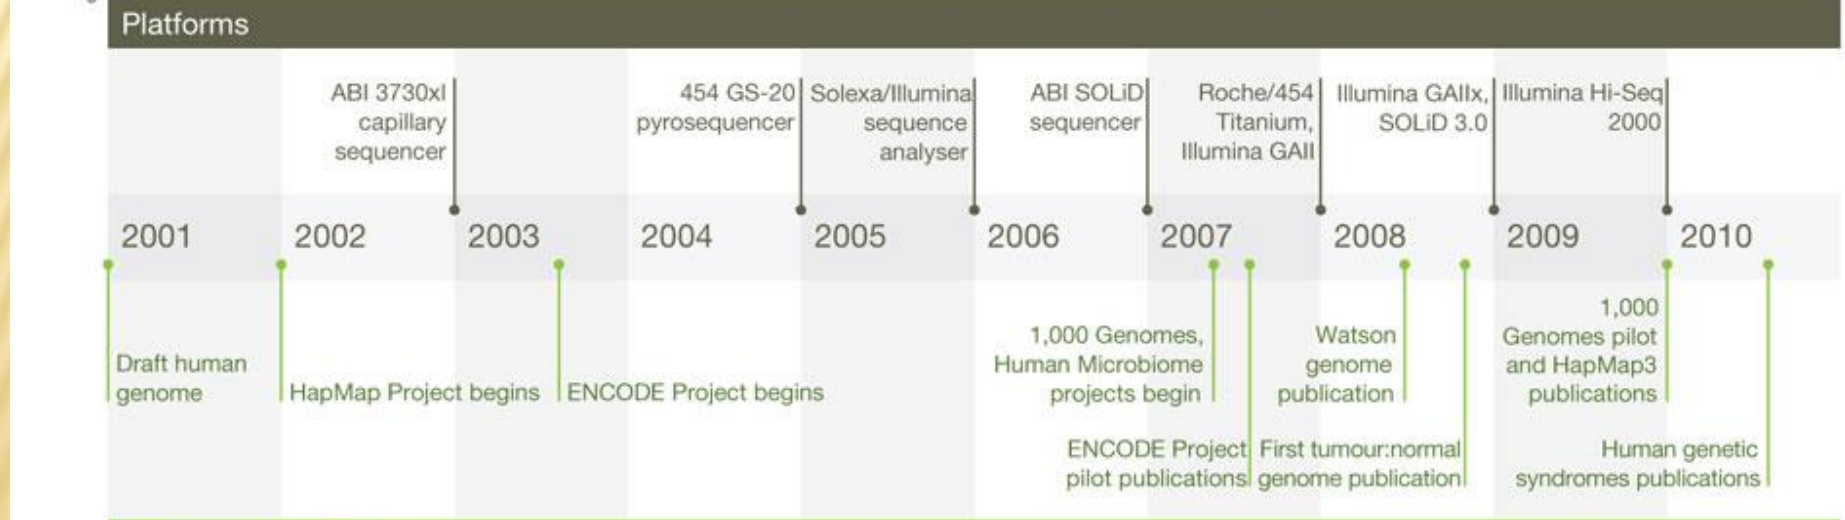 Platforms
ABI 3730xl
capillary
sequencer
454 GS-20
pyrosequencer
Solexa/Illumina
sequence
analyser
ABI SOLiD
sequencer
Roche/454
Titanium,
Illumina GAII
Illumina GAIIx,
SOLiD 3.0
Illumina Hi-Seq
2000
2001 2002 2003 2004 2005 2006 2007 2008 2009 2010
Draft human
genome
HapMap Project begins
ENCODE Project begins
1,000 Genomes,
Human Microbiome
projects begin
ENCODE Project
pilot publications
Watson
genome
publication
First tumour:normal
genome publication
1,000
Genomes pilot
and HapMap3
publications
Human genetic
syndromes publications